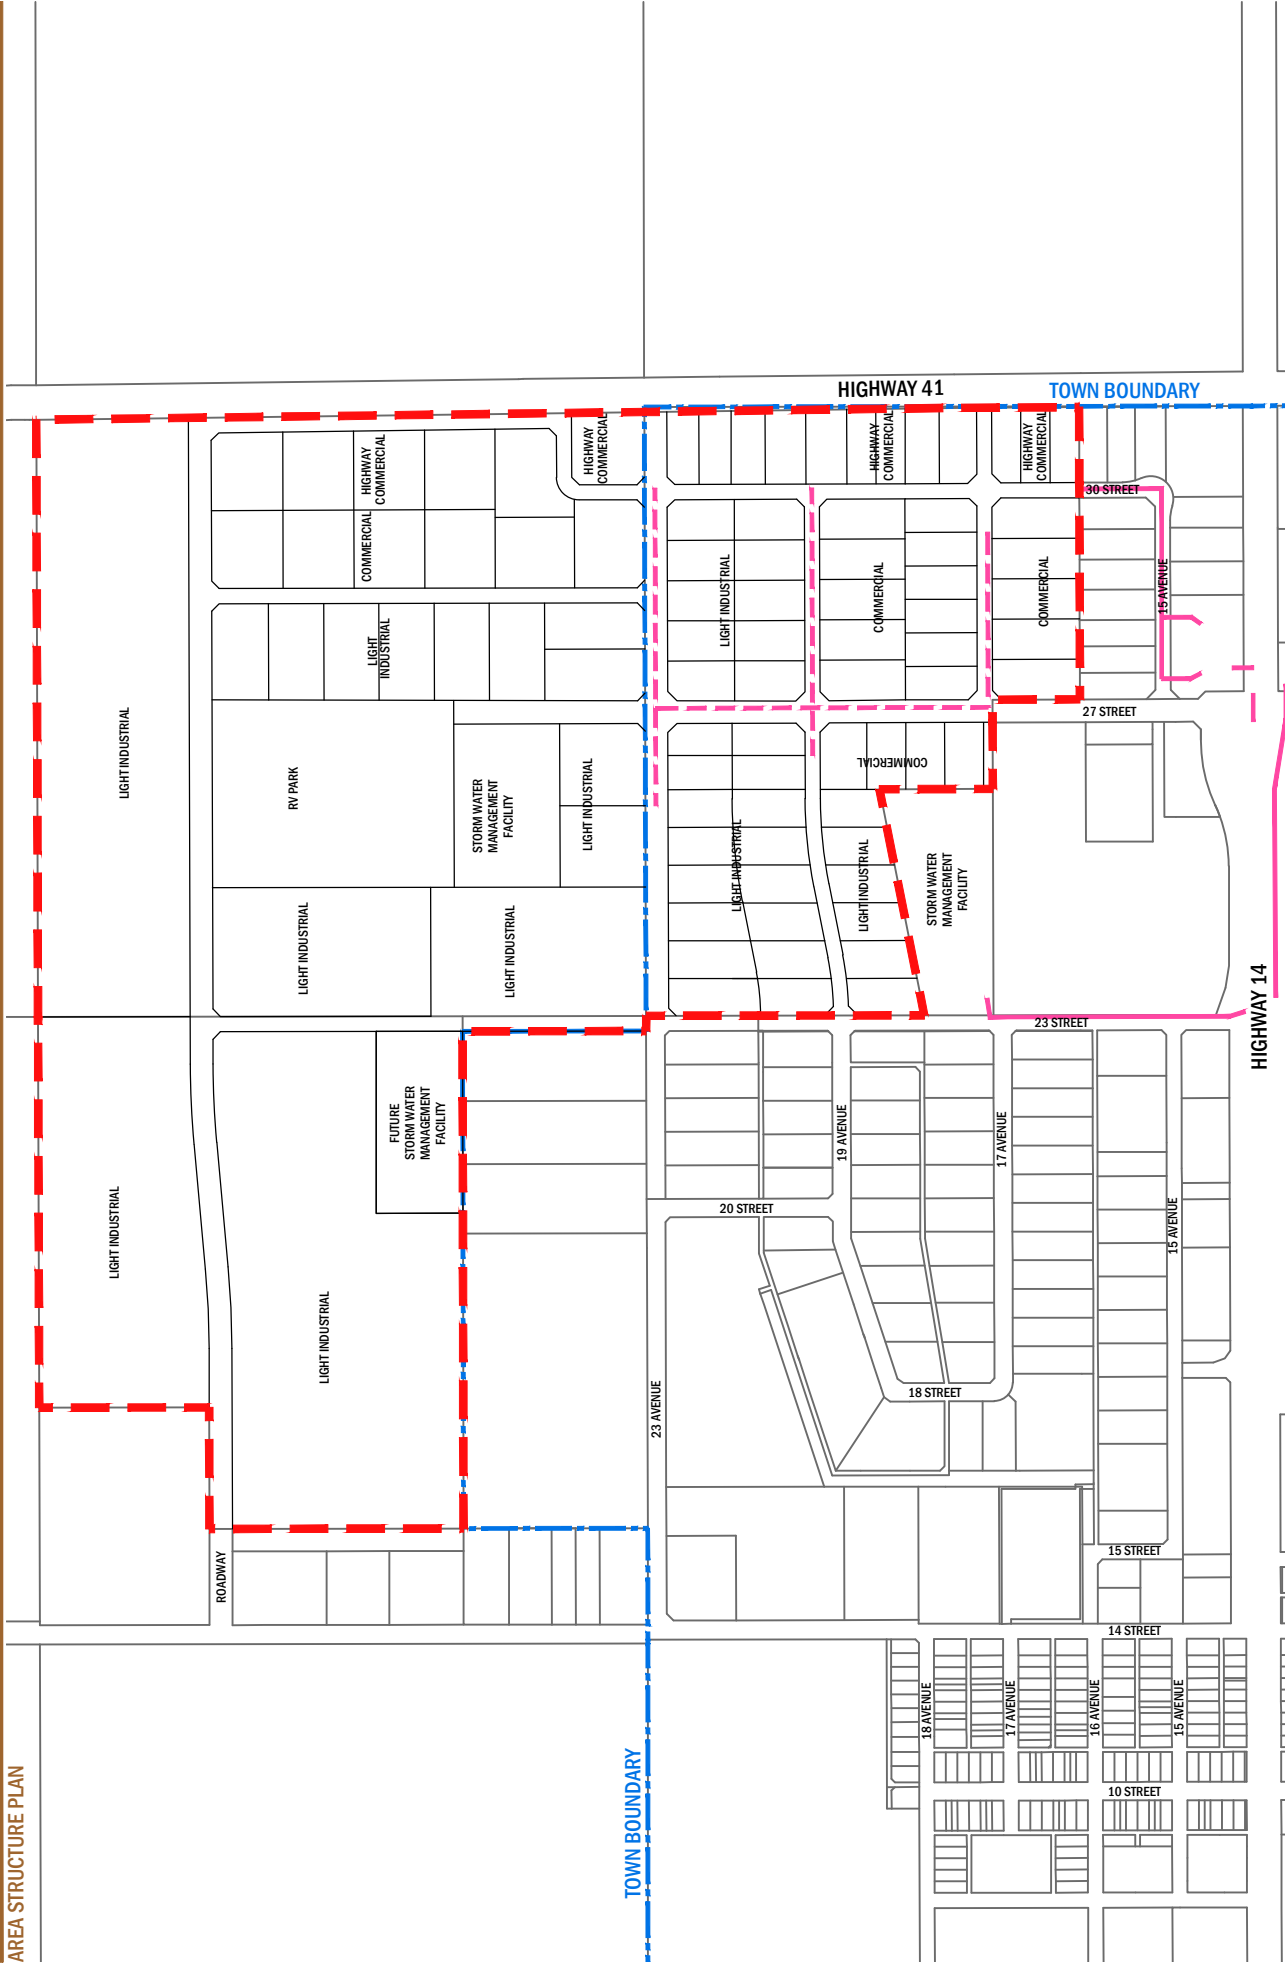 HIGHWAY 41
TOWN BOUNDARY
HIGHWAY
COMMERCIAL
HIGHWAY
COMMERCIAL
HIGHWAY
COMMERCIAL
HIGHWAY
COMMERCIAL
30 STREET
COMMERCIAL
LIGHT INDUSTRIAL
COMMERCIAL
COMMERCIAL
15 AVENUE
LIGHT
INDUSTRIAL
27 STREET
LIGHT INDUSTRIAL
RV PARK
STORM WATER
MANAGEMENT
FACILITY
LIGHT INDUSTRIAL
COMMERCIAL
LIGHT INDUSTRIAL
LIGHT INDUSTRIAL
STORM WATER
MANAGEMENT
FACILITY
LIGHT INDUSTRIAL
LIGHT INDUSTRIAL
HIGHWAY 14
23 STREET
FUTURE
STORM WATER
MANAGEMENT
FACILITY
19 AVENUE
17 AVENUE
LIGHT INDUSTRIAL
20 STREET
15 AVENUE
LIGHT INDUSTRIAL
23 AVENUE
18 STREET
ROADWAY
15 STREET
14 STREET
18 AVENUE
17 AVENUE
16 AVENUE
15 AVENUE
10 STREET
TOWN BOUNDARY
AREA STRUCTURE PLAN